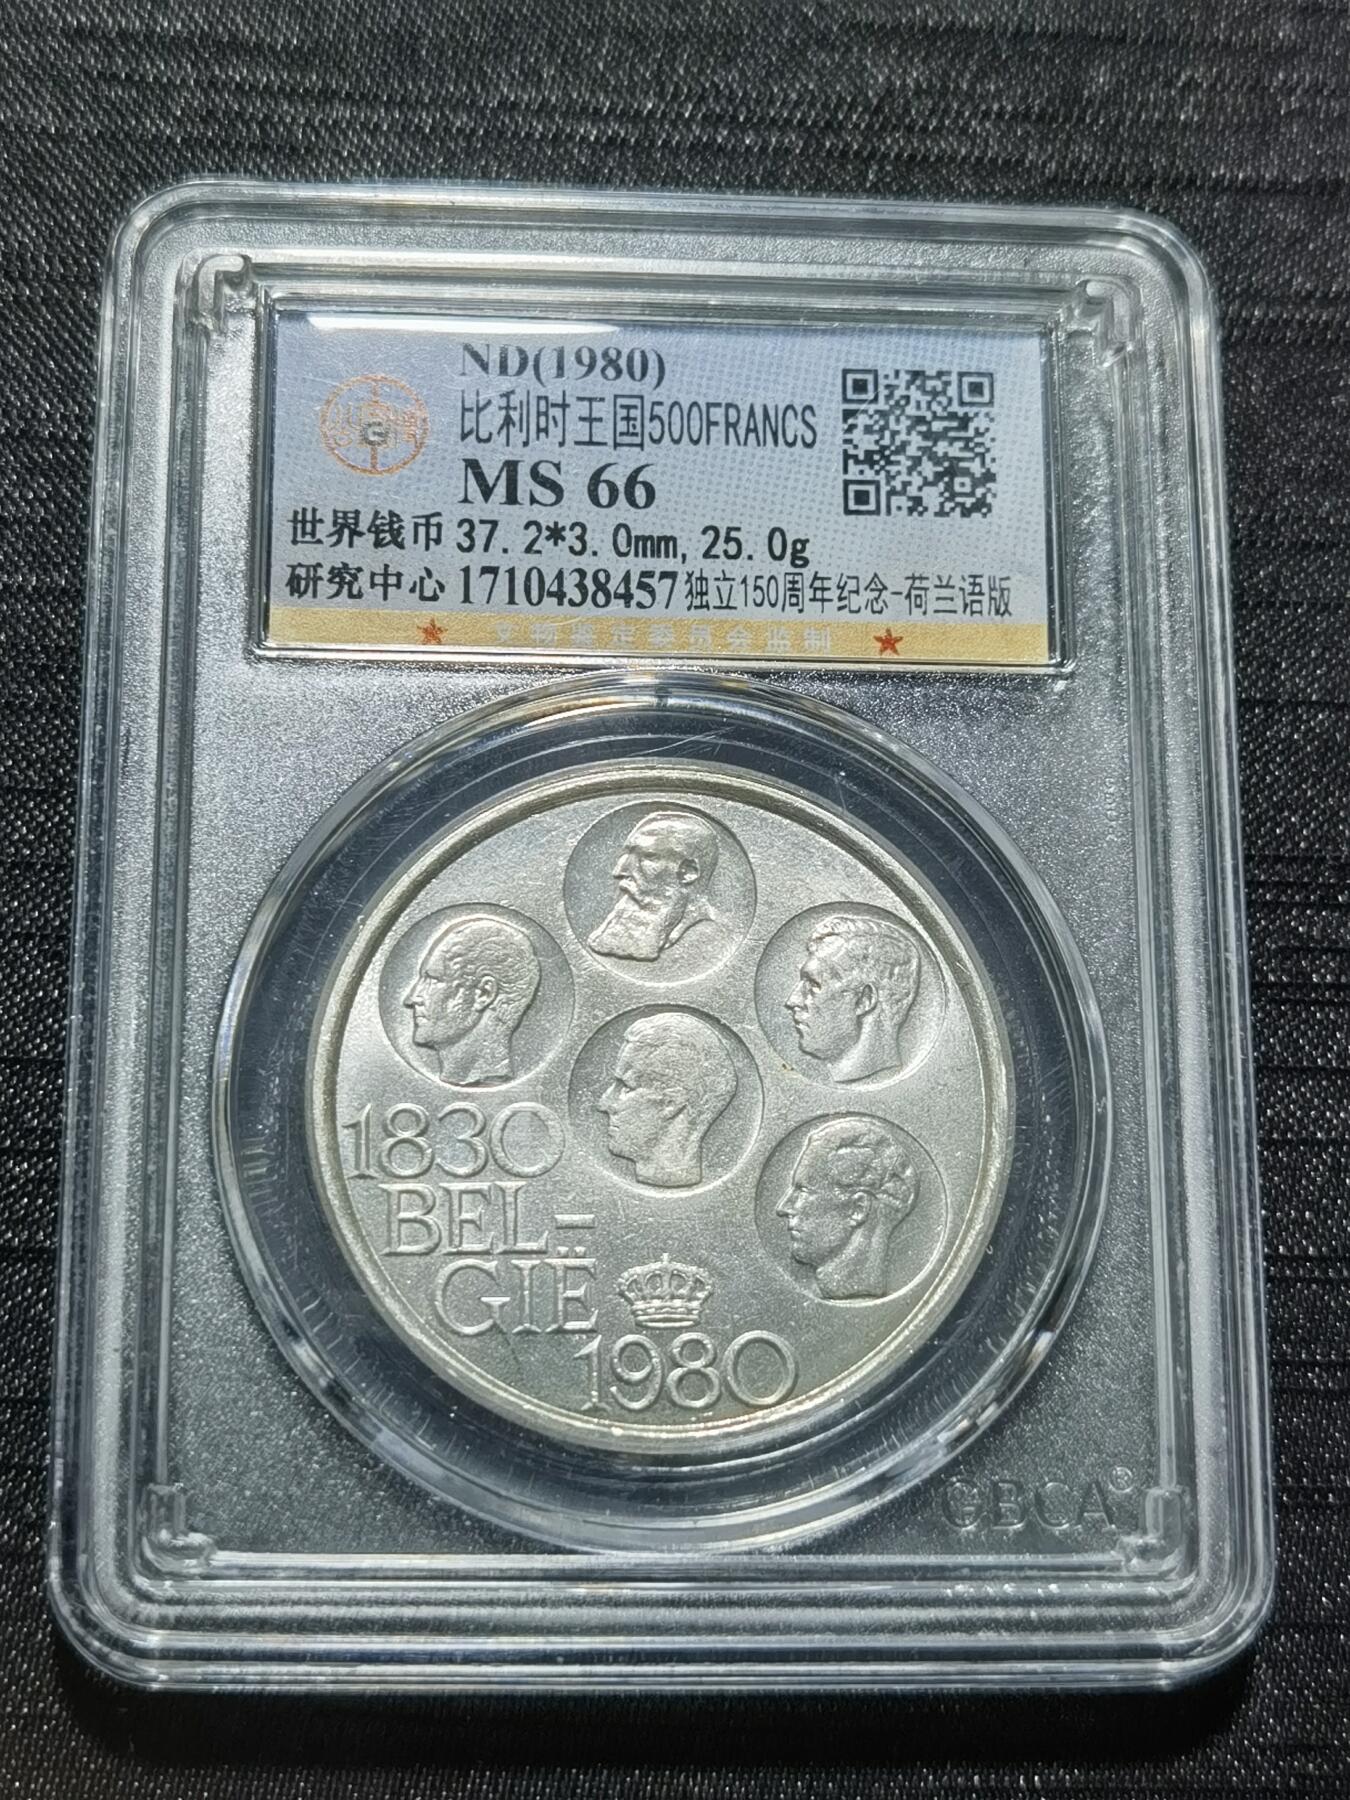 ND(1980)
比利时王国500FRANCS
MS 66
世界钱币 37.2*3.0mm,25.0g
研究中心 1710438457 独立150周年纪念-荷兰语版
文物鉴定委员会监制
G
1830
BEL-
GIË
1980
GBCA®